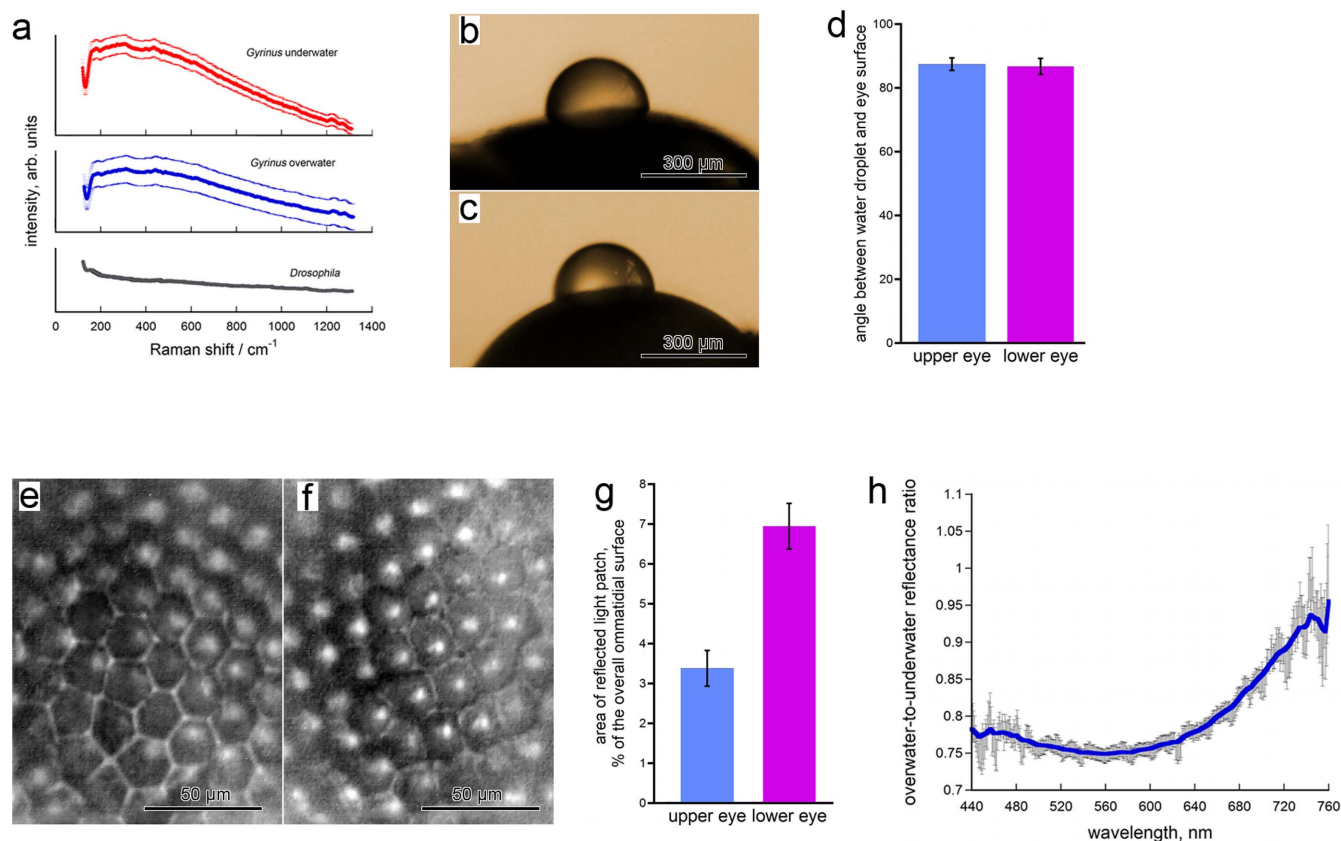 a
intensity, arb. units
Gyrinus underwater
Gyrinus overwater
Drosophila
0 200 400 600 800 1000 1200 1400
Raman shift / cm-1
b
300 µm
c
300 µm
d
angle between water droplet and eye surface
100
80
60
40
20
0
upper eye lower eye
e
50 µm
f
50 µm
g
area of reflected light patch,
% of the overall ommatidial surface
8
7
6
5
4
3
2
1
0
upper eye lower eye
h
overwater-to-underwater reflectance ratio
1.1
1.05
1
0.95
0.9
0.85
0.8
0.75
0.7
440 480 520 560 600 640 680 720 760
wavelength, nm